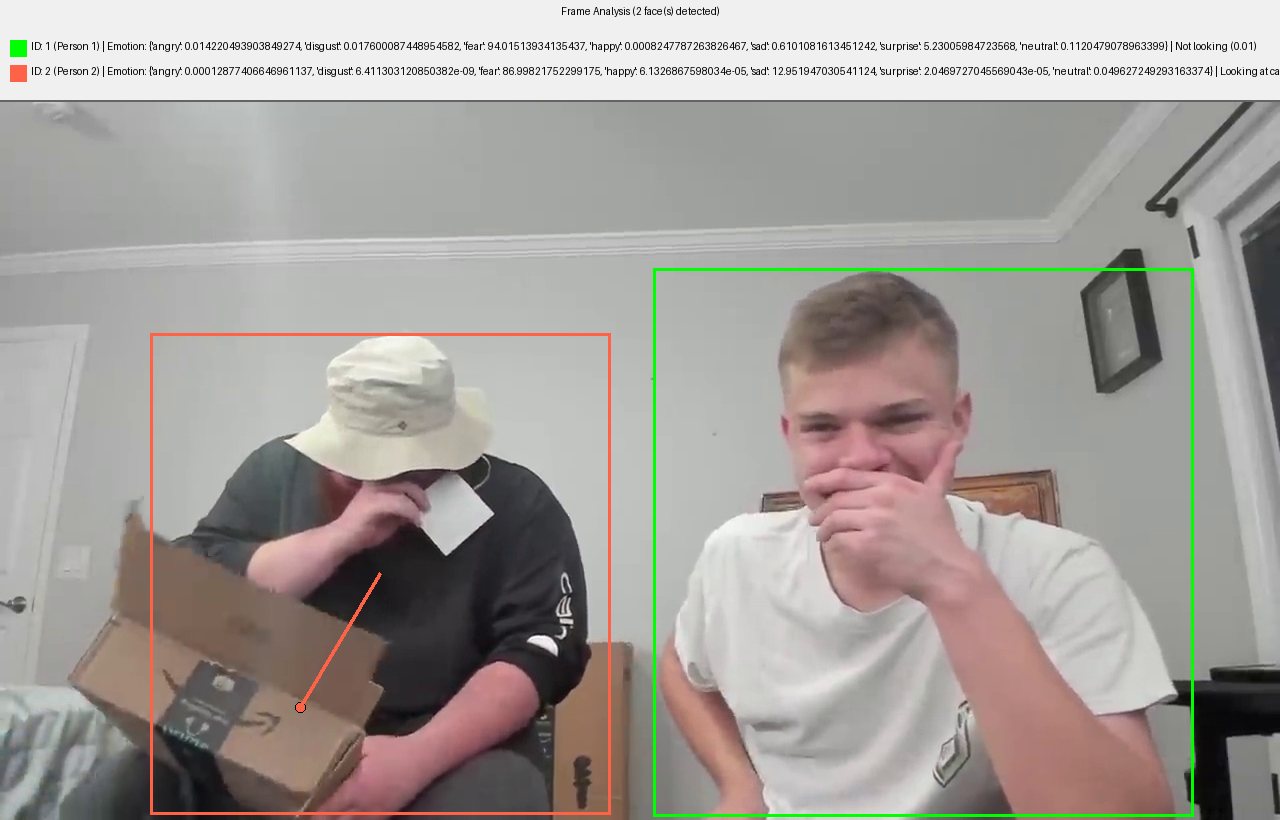 Frame Analysis (2 face(s) detected)
ID: 1 (Person 1) | Emotion: {'angry': 0.014220493903849274, 'disgust': 0.017600087448954582, 'fear': 94.01513934135437, 'happy': 0.0008247787263828467, 'sad': 0.6101081613451242, 'surprise': 5.23005984723568, 'neutral': 0.1120479078963399} | Not looking (0.01)
ID: 2 (Person 2) | Emotion: {'angry': 0.00012877406646961137, 'disgust': 6.411303120850382e-09, 'fear': 86.99821752299175, 'happy': 6.1326867598034e-05, 'sad': 12.951947030541124, 'surprise': 2.0469727045569043e-05, 'neutral': 0.049627249293163374} | Looking at ca